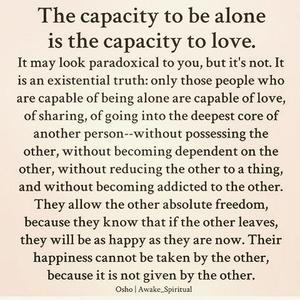 The capacity to be alone
is the capacity to love.
It may look paradoxical to you, but it's not. It
is an existential truth: only those people who
are capable of being alone are capable of love,
of sharing, of going into the deepest core of
another person--without possessing the
other, without becoming dependent on the
other, without reducing the other to a thing,
and without becoming addicted to the other.
They allow the other absolute freedom,
because they know that if the other leaves,
they will be as happy as they are now. Their
happiness cannot be taken by the other,
because it is not given by the other.
Osho | Awake_Spiritual